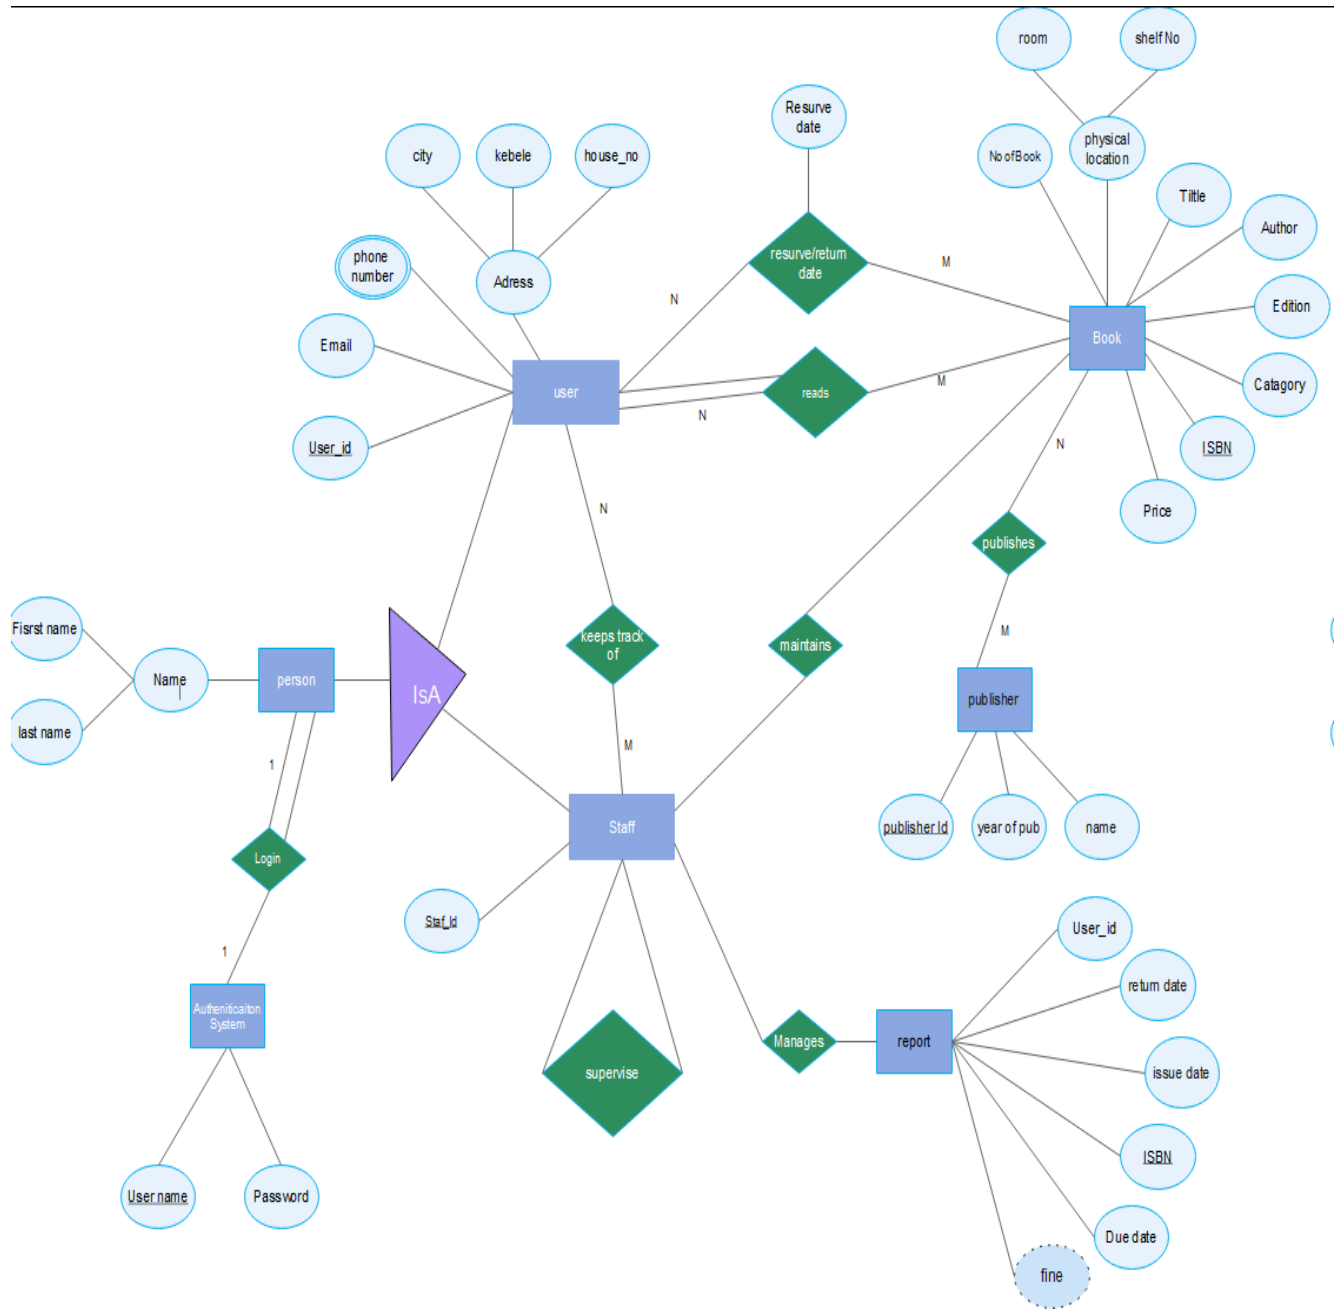 room
shelf No
Resurve
date
city
kebele
house_no
No of Book
physical
location
Tiltle
Author
phone
number
Adress
resurve/return
date
M
N
Edition
Email
Book
user
reads
M
N
Catagory
User_id
ISBN
N
Price
N
publishes
Fisrst name
keeps track
of
maintains
M
Name
person
IsA
last name
publisher
M
1
publisher Id
year of pub
name
Staff
Login
Staf_Id
User_id
1
return date
Autheniticaiton
System
Manages
report
supervise
issue date
ISBN
User name
Password
Due date
fine